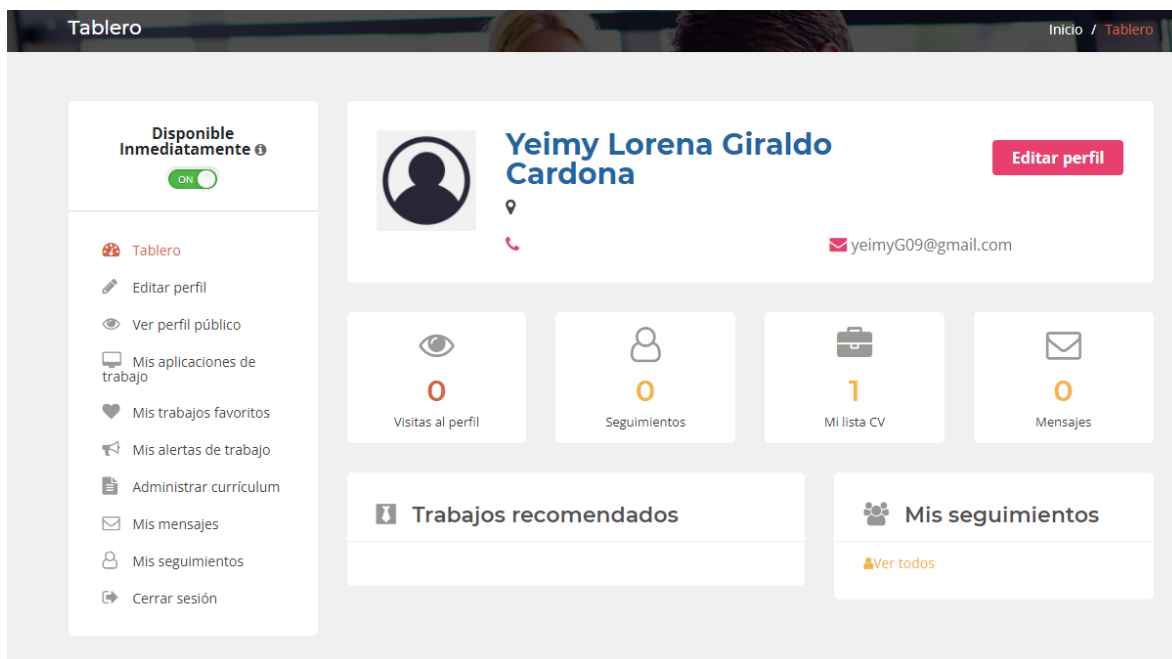 Tablero
Inicio / Tablero
Disponible
Inmediatamente
ON
Tablero
Editar perfil
Ver perfil público
Mis aplicaciones de
trabajo
Mis trabajos favoritos
Mis alertas de trabajo
Administrar currículum
Mis mensajes
Mis seguimientos
Cerrar sesión
Yeimy Lorena Giraldo
Cardona
Editar perfil
yeimyG09@gmail.com
0
Visitas al perfil
0
Seguimientos
1
Mi lista CV
0
Mensajes
Trabajos recomendados
Mis seguimientos
Ver todos